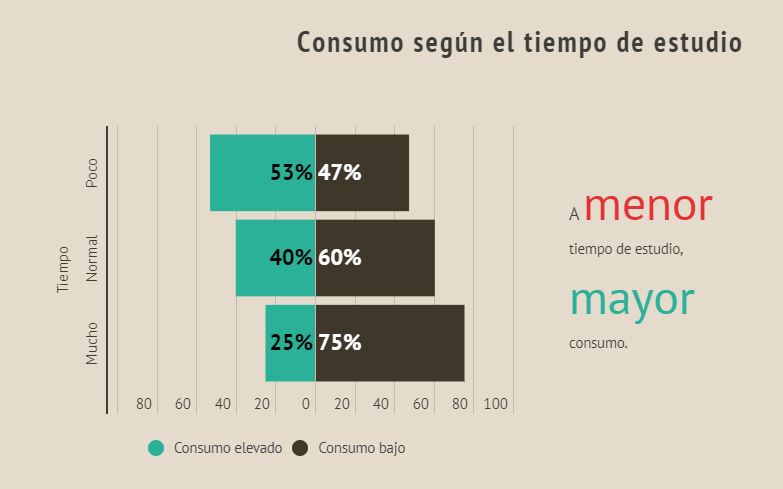 Consumo según el tiempo de estudio
Tiempo
Poco
53% 47%
Normal
40% 60%
Mucho
25% 75%
80 60 40 20 0 20 40 60 80 100
Consumo elevado Consumo bajo
A menor
tiempo de estudio,
mayor
consumo.